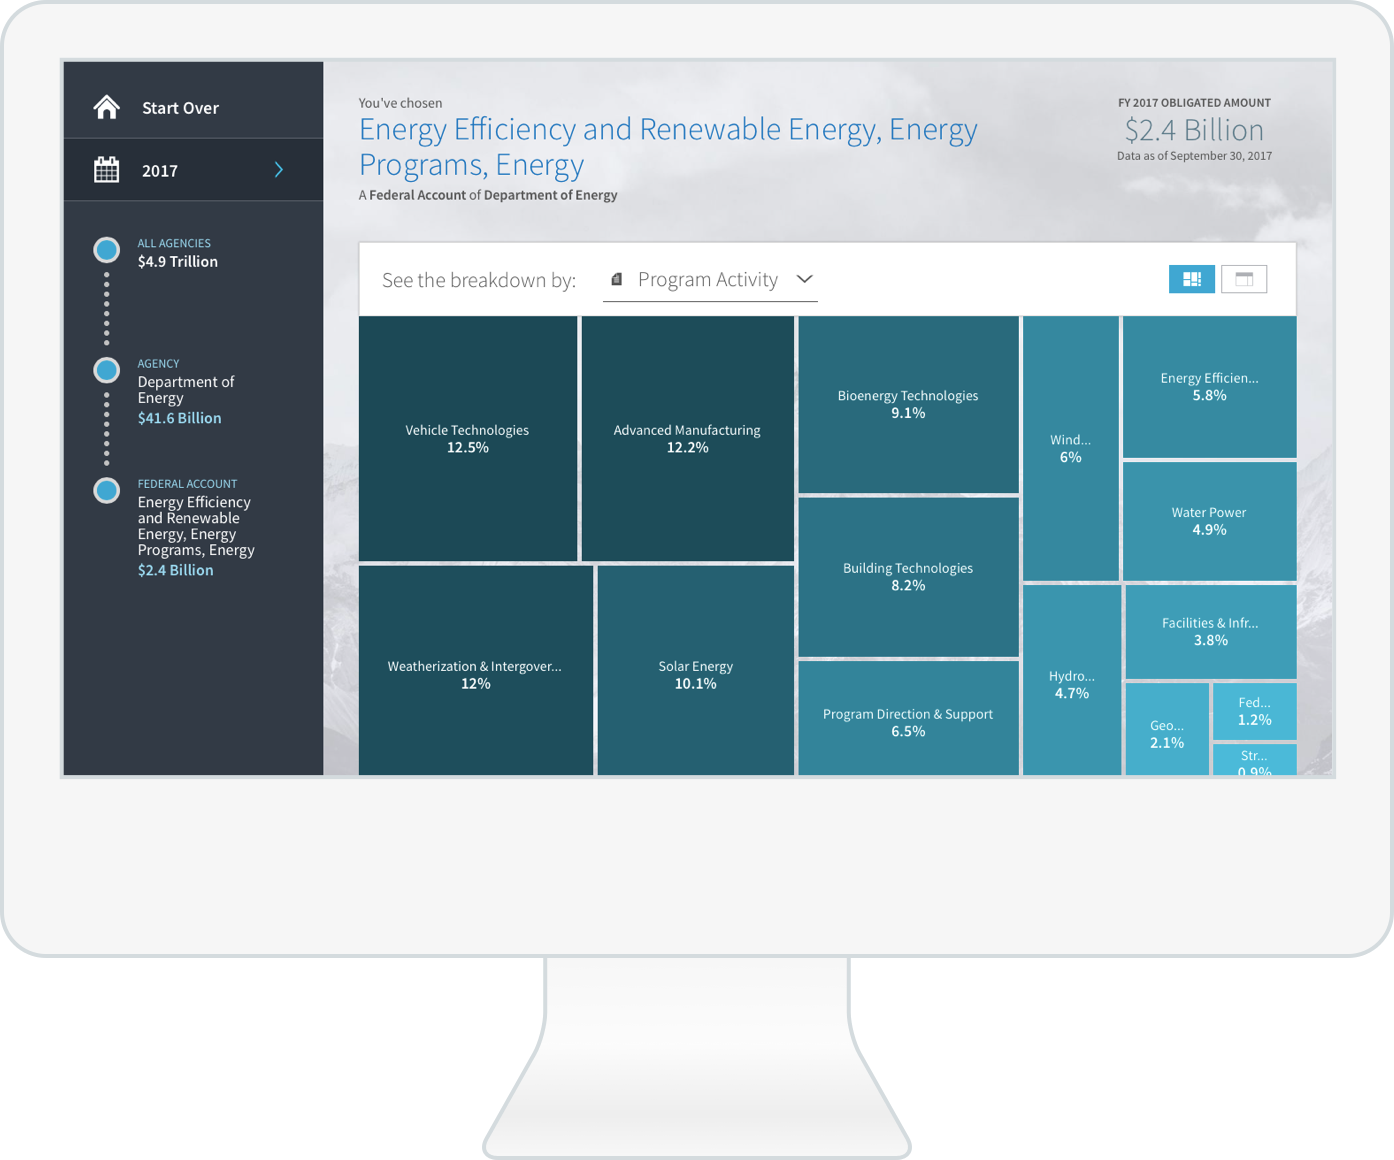 Start Over
2017
ALL AGENCIES
$4.9 Trillion
AGENCY
Department of
Energy
$41.6 Billion
FEDERAL ACCOUNT
Energy Efficiency
and Renewable
Energy, Energy
Programs, Energy
$2.4 Billion
You've chosen
Energy Efficiency and Renewable Energy, Energy
Programs, Energy
A Federal Account of Department of Energy
FY 2017 OBLIGATED AMOUNT
$2.4 Billion
Data as of September 30, 2017
See the breakdown by:
Program Activity
Vehicle Technologies
12.5%
Advanced Manufacturing
12.2%
Weatherization & Intergover...
12%
Solar Energy
10.1%
Bioenergy Technologies
9.1%
Building Technologies
8.2%
Program Direction & Support
6.5%
Wind...
6%
Energy Efficien...
5.8%
Water Power
4.9%
Hydro...
4.7%
Facilities & Infr...
3.8%
Geo...
2.1%
Fed...
1.2%
Str...
0.9%